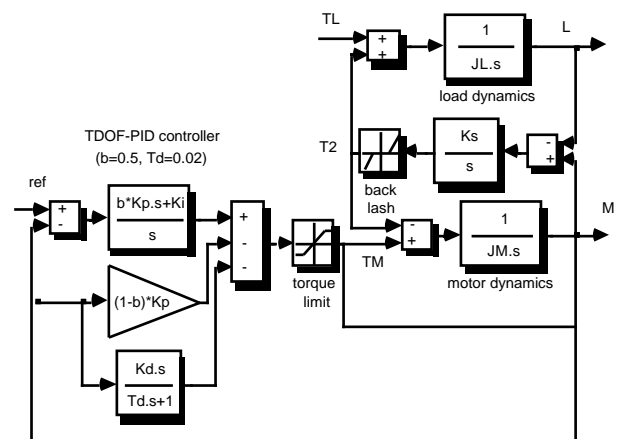 TL
L
+
+
1
JL.s
load dynamics
TDOF-PID controller
(b=0.5, Td=0.02)
T2
back
lash
Ks
s
-
+
ref
+
-
b*Kp.s+Ki
s
+
-
-
torque
limit
TM
-
+
1
JM.s
motor dynamics
M
(1-b)*Kp
Kd.s
Td.s+1